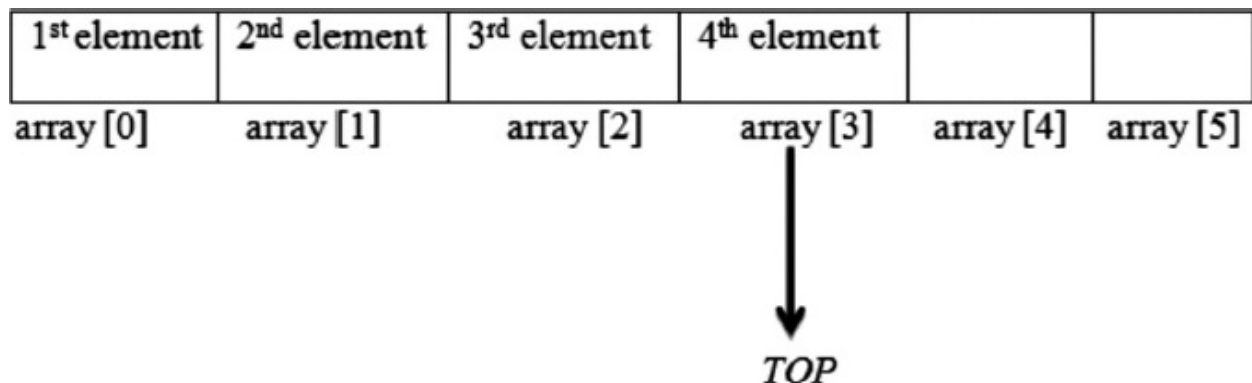 1st element 2nd element 3rd element 4th element
array [0] array [1] array [2] array [3] array [4] array [5]
TOP